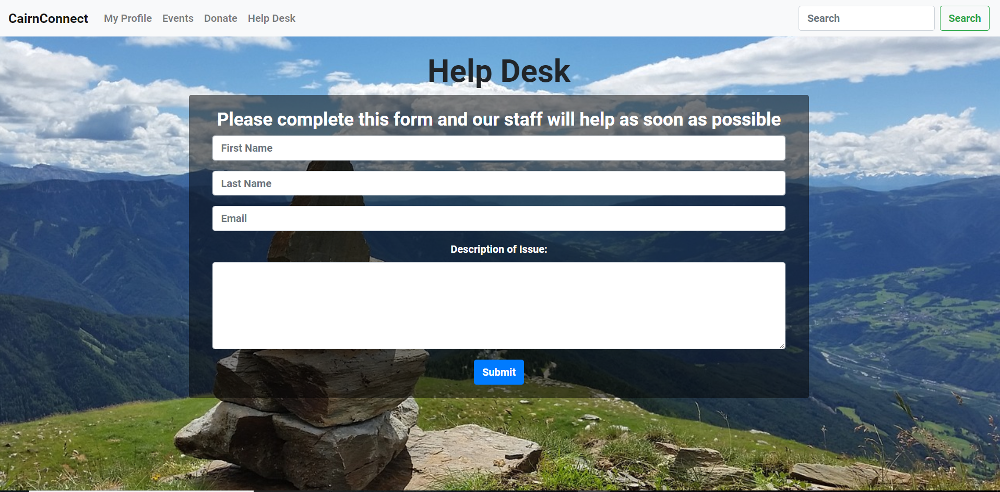 CairnConnect My Profile Events Donate Help Desk Search Search
Help Desk
Please complete this form and our staff will help as soon as possible
First Name
Last Name
Email
Description of Issue:
Submit